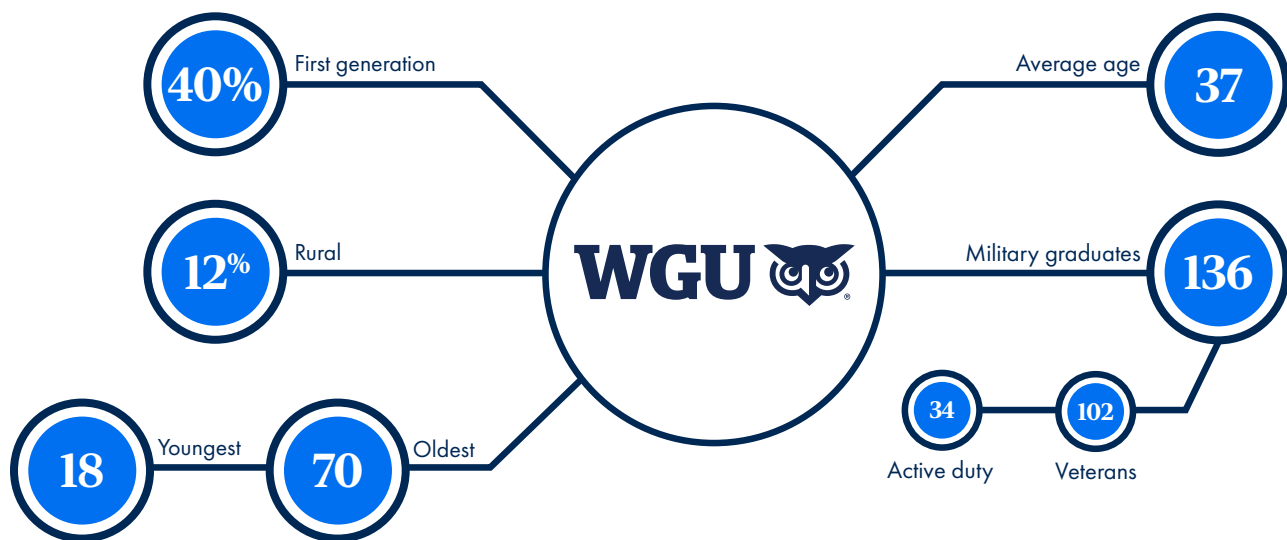 40%
First generation
Average age
37
12%
Rural
WGU
®
Military graduates
136
34
102
Active duty
Veterans
18
Youngest
70
Oldest